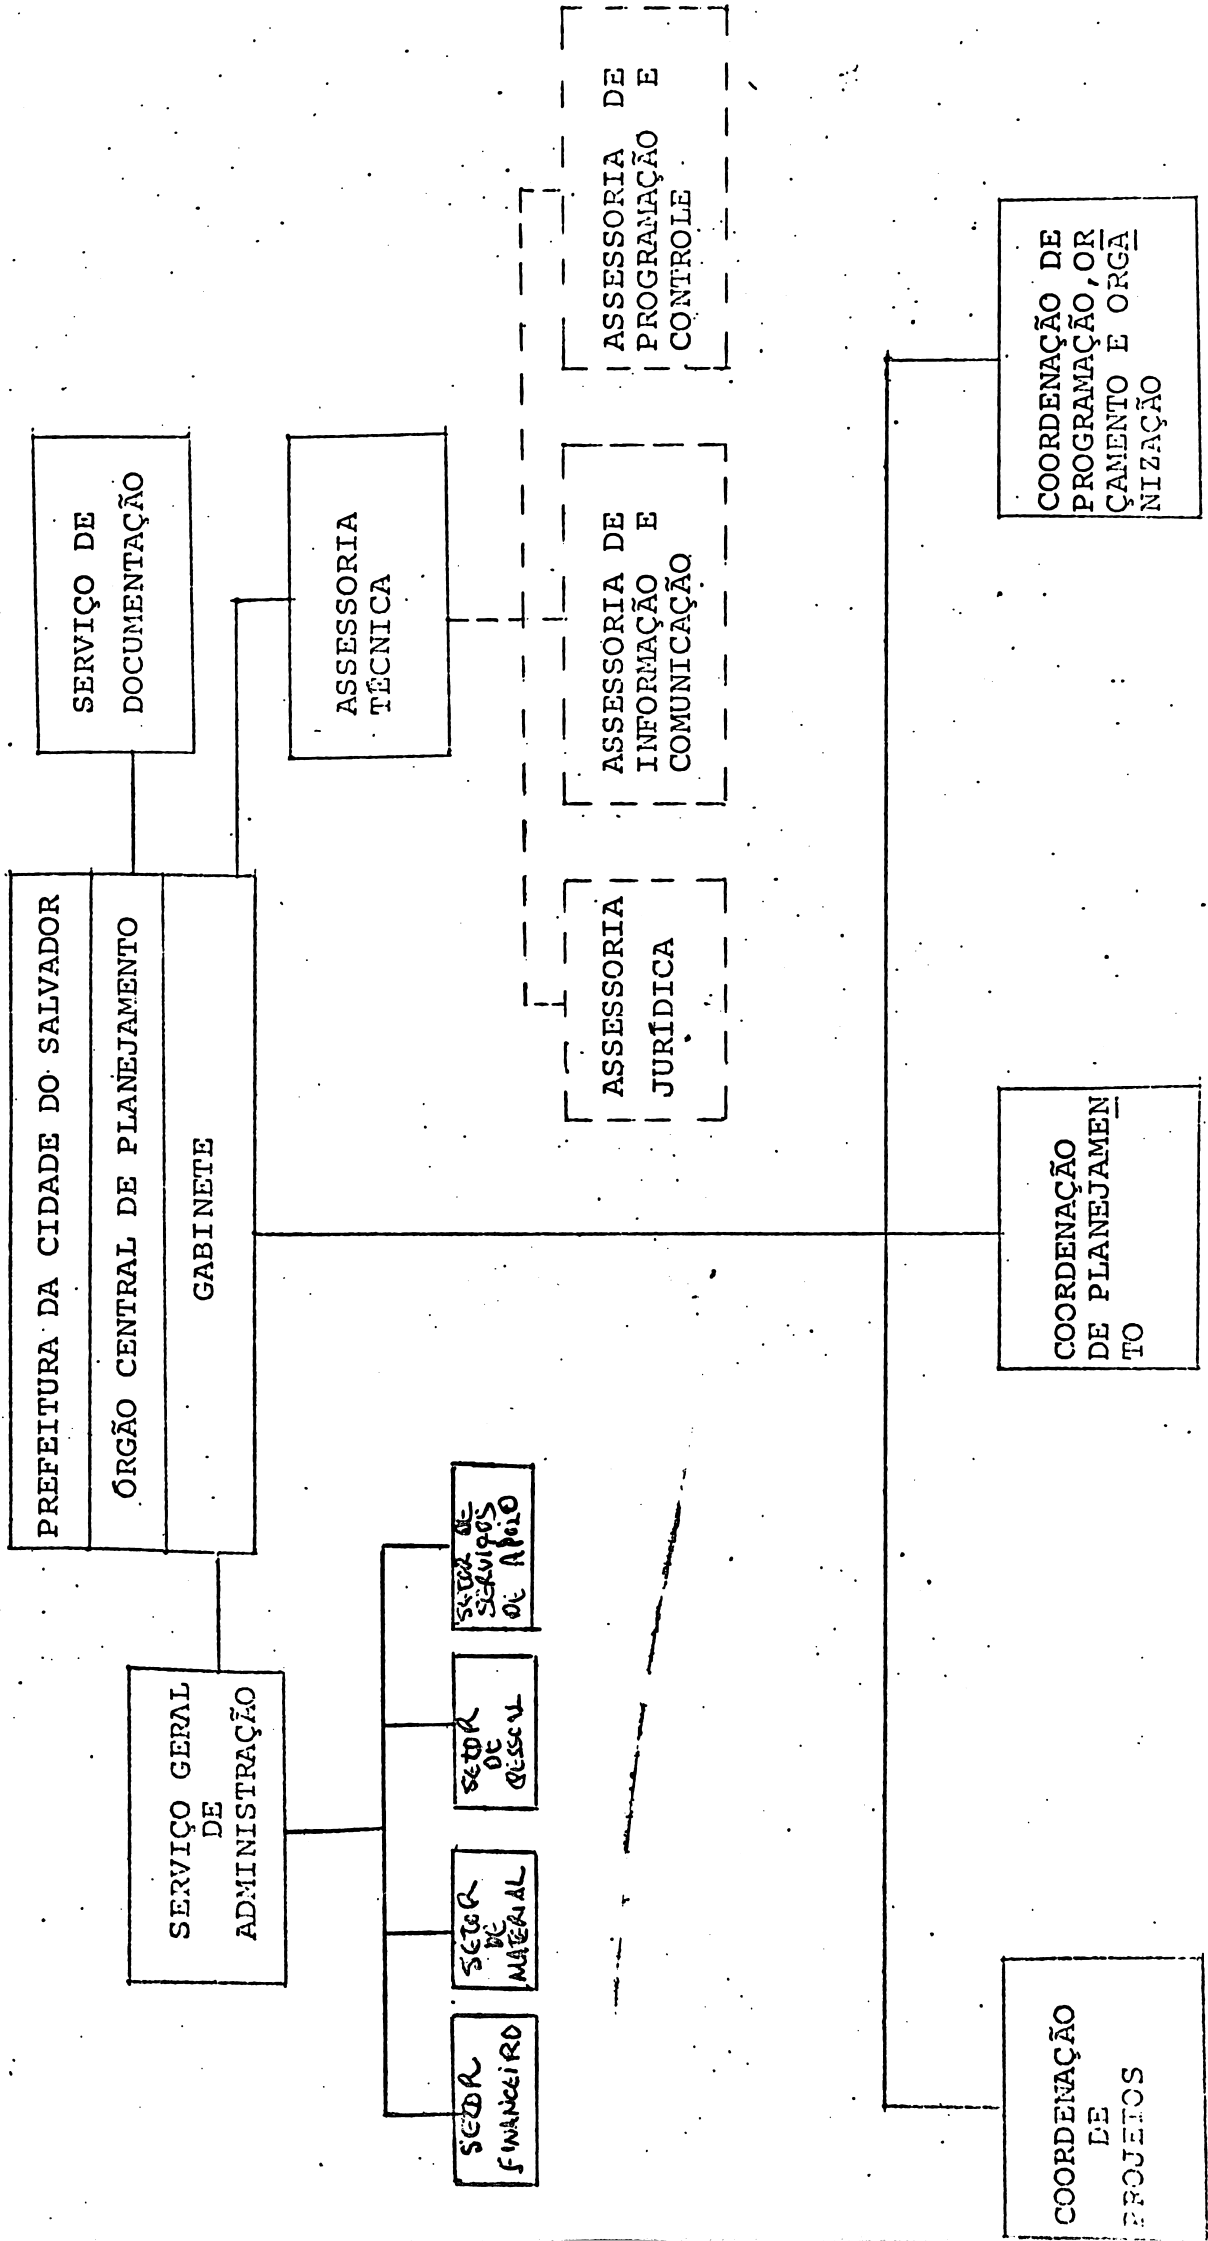 PREFEITURA DA CIDADE DO SALVADOR
ÓRGÃO CENTRAL DE PLANEJAMENTO
GABINETE
SERVIÇO DE
DOCUMENTAÇÃO
SERVIÇO GERAL
DE
ADMINISTRAÇÃO
ASSESSORIA
TÉCNICA
SETOR
FINANCEIRO
SETOR
DE
MATERIAL
SETOR
DE
PESSOAL
SETOR DE
SERVIÇOS
DE APOIO
ASSESSORIA
JURÍDICA
ASSESSORIA DE
INFORMAÇÃO E
COMUNICAÇÃO
ASSESSORIA DE
PROGRAMAÇÃO E
CONTROLE
COORDENAÇÃO
DE
PROJETOS
COORDENAÇÃO
DE PLANEJAMEN
TO
COORDENAÇÃO DE
PROGRAMAÇÃO,OR
ÇAMENTO E ORGA
NIZAÇÃO